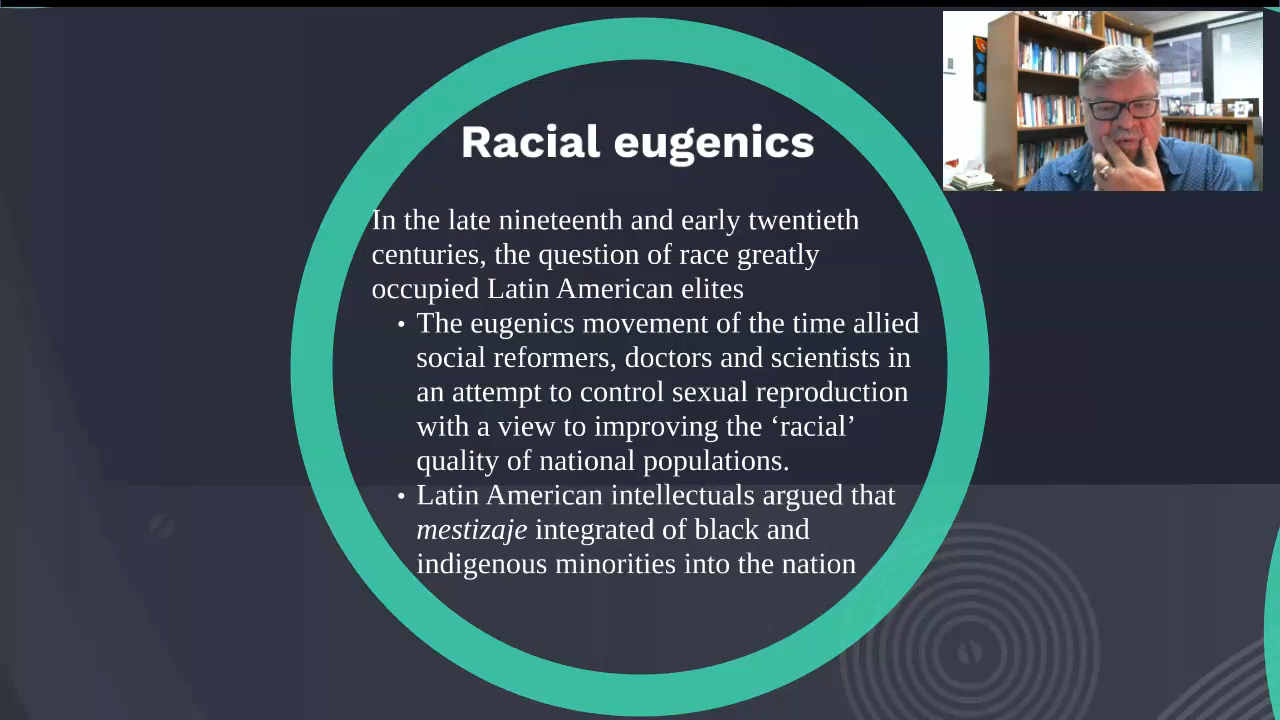 Racial eugenics
In the late nineteenth and early twentieth
centuries, the question of race greatly
occupied Latin American elites
• The eugenics movement of the time allied
social reformers, doctors and scientists in
an attempt to control sexual reproduction
with a view to improving the ‘racial’
quality of national populations.
• Latin American intellectuals argued that
mestizaje integrated of black and
indigenous minorities into the nation